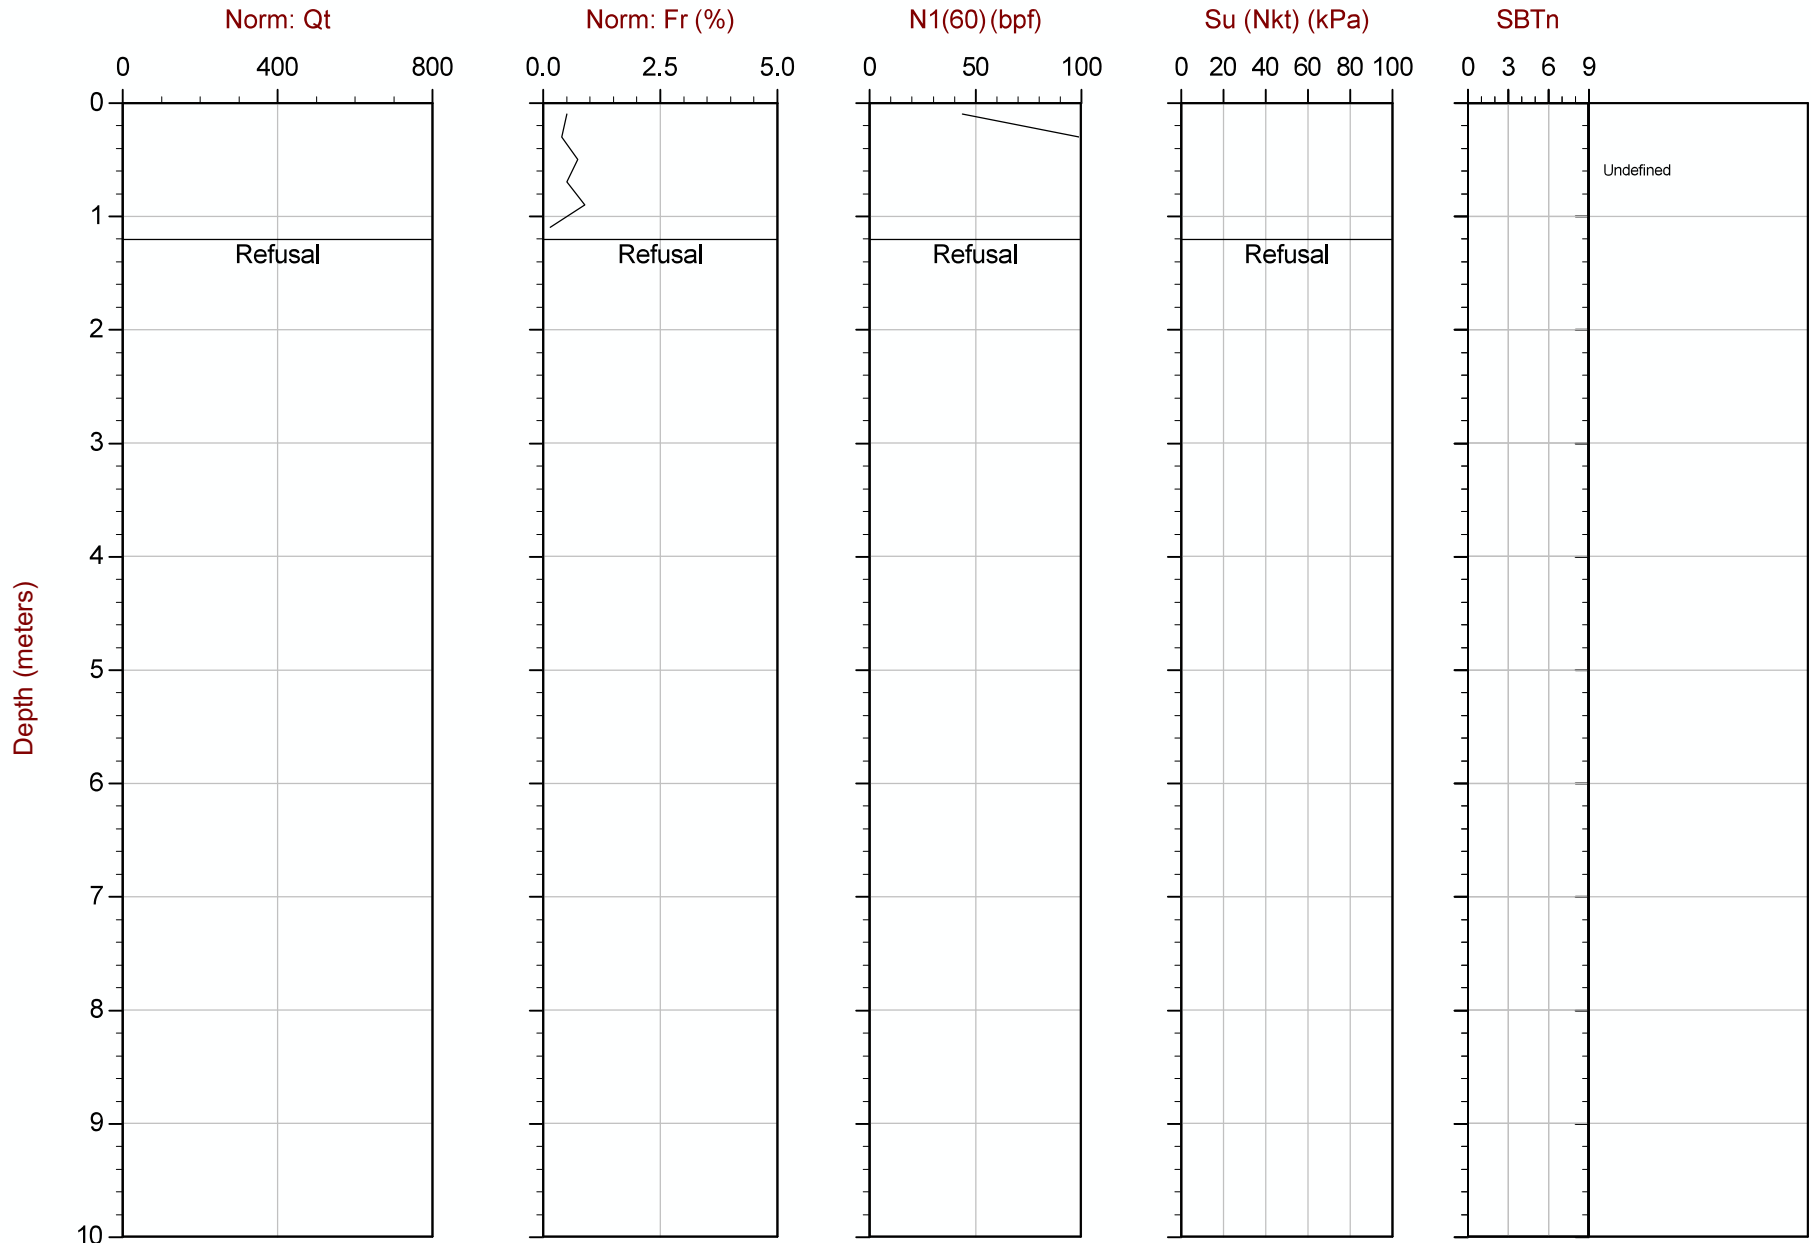 Norm: Qt Norm: Fr (%) N1(60) (bpf) Su (Nkt) (kPa) SBTn
0 400 800 0.0 2.5 5.0 0 50 100 0 20 40 60 80 100 0 3 6 9
0
Undefined
1
Refusal Refusal Refusal Refusal
2
3
4
5
Depth (meters)
6
7
8
9
10